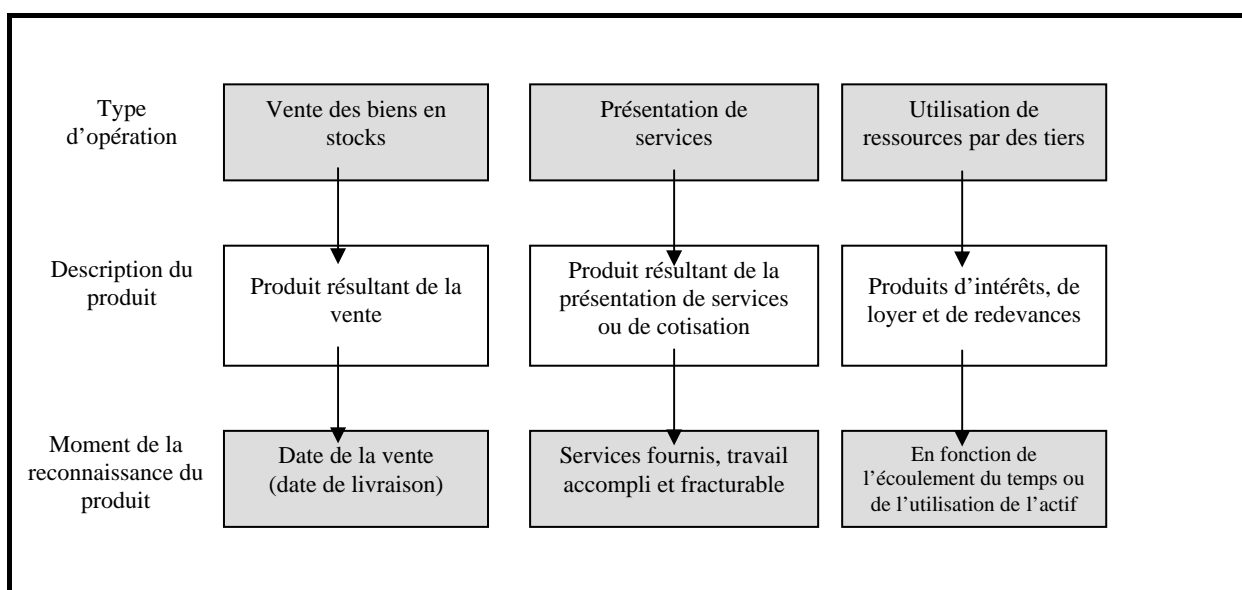 Type
d’opération
Vente des biens en
stocks
Présentation de
services
Utilisation de
ressources par des tiers
Description du
produit
Produit résultant de la
vente
Produit résultant de la
présentation de services
ou de cotisation
Produits d’intérêts, de
loyer et de redevances
Moment de la
reconnaissance du
produit
Date de la vente
(date de livraison)
Services fournis, travail
accompli et fracturable
En fonction de
l’écoulement du temps ou
de l’utilisation de l’actif